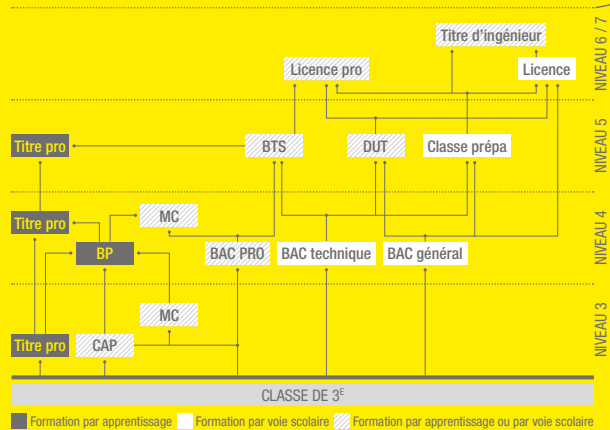 Titre d'ingénieur
Licence pro
Licence
NIVEAU 6 / 7
Titre pro
BTS
DUT
Classe prépa
NIVEAU 5
MC
Titre pro
BP
BAC PRO
BAC technique
BAC général
NIVEAU 4
MC
Titre pro
CAP
NIVEAU 3
CLASSE DE 3E
Formation par apprentissage
Formation par voie scolaire
Formation par apprentissage ou par voie scolaire